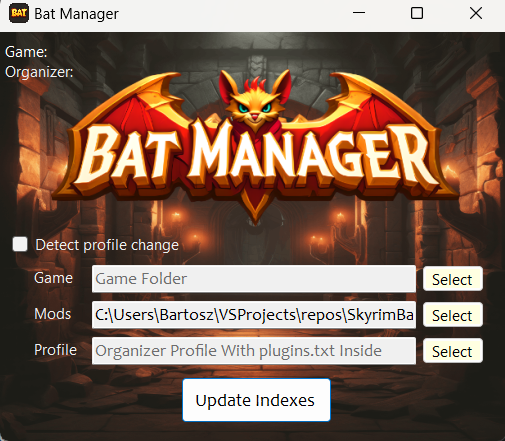 BAT Bat Manager
Game:
Organizer:
BAT MANAGER
Detect profile change
Game Game Folder Select
Mods C:\Users\Bartosz\VSProjects\repos\SkyrimBa Select
Profile Organizer Profile With plugins.txt Inside Select
Update Indexes